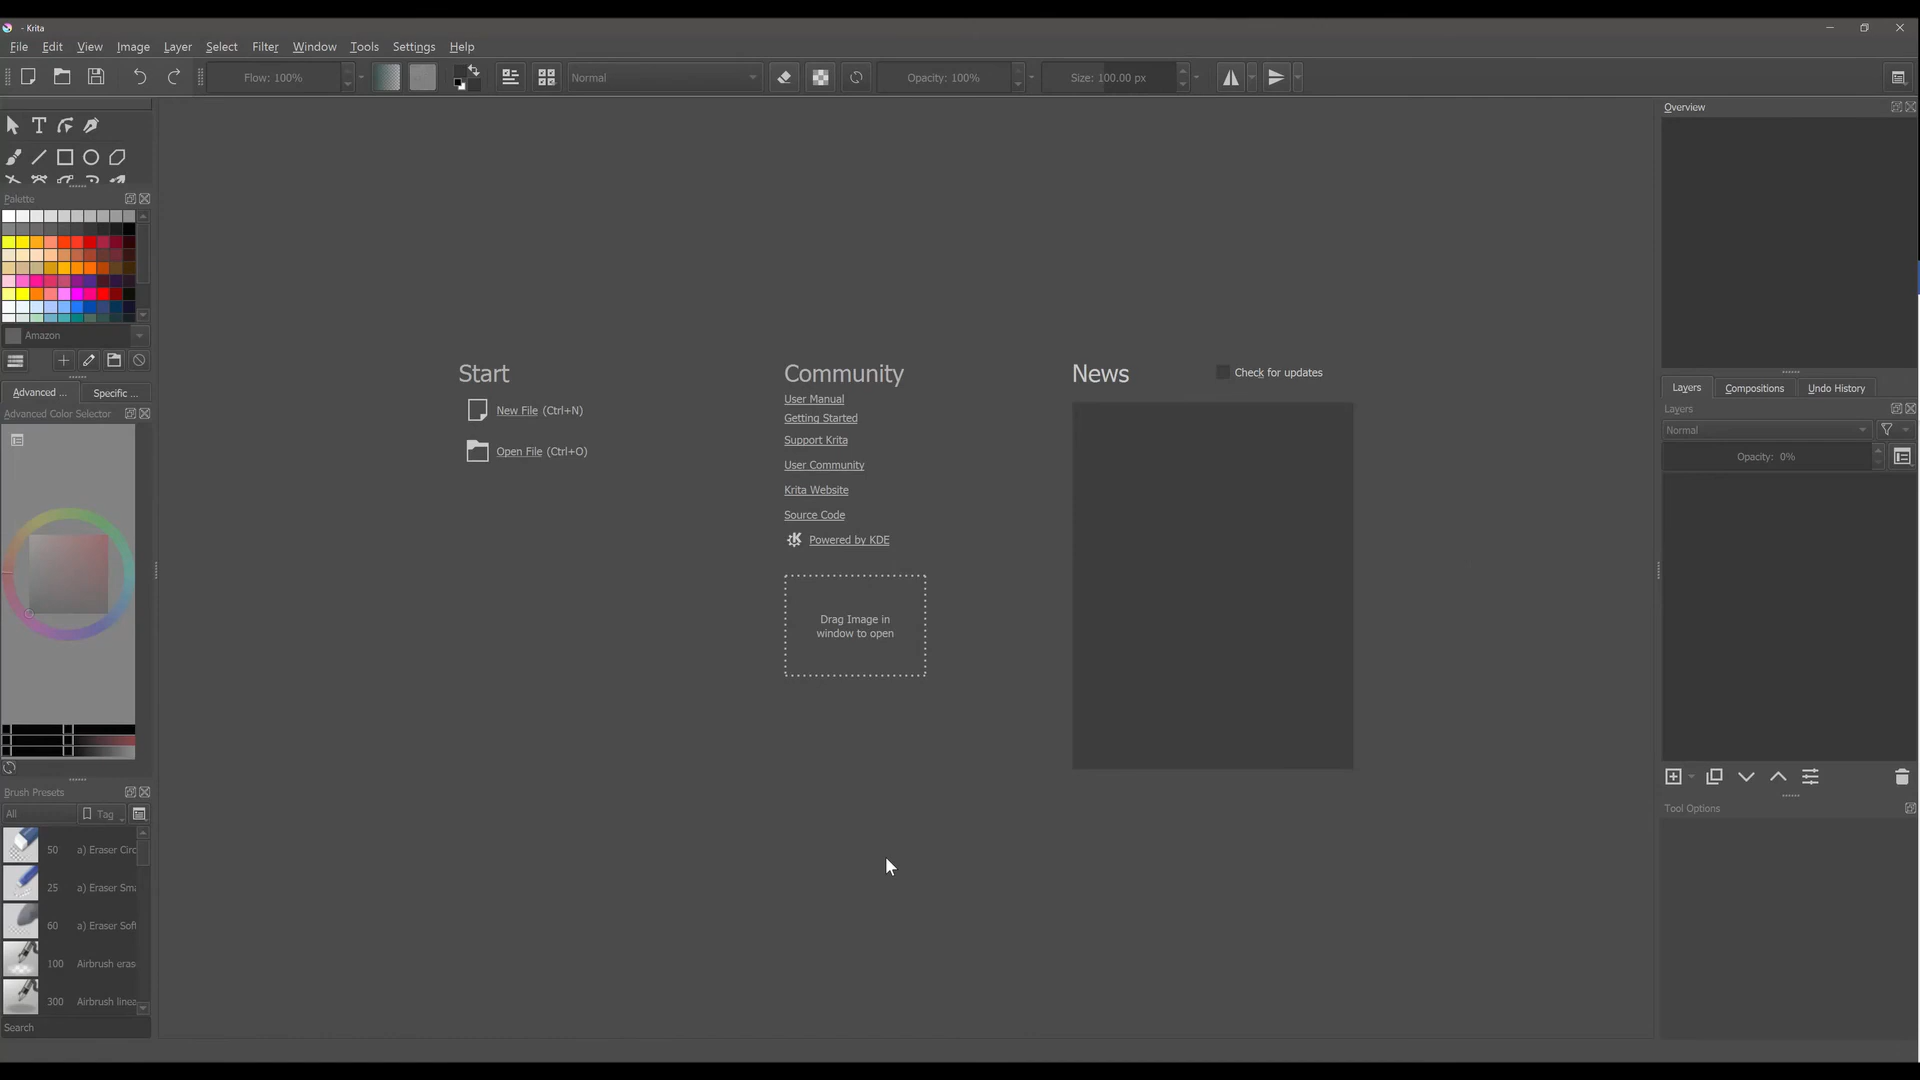 - Krita
File Edit View Image Layer Select Filter Window Tools Settings Help
Flow: 100%
Normal
Opacity: 100%
Size: 100.00 px
Palette
Amazon
Advanced ... Specific ...
Advanced Color Selector
Brush Presets
All
Tag
50 a) Eraser Circ
25 a) Eraser Sma
60 a) Eraser Soft
100 Airbrush eras
300 Airbrush linea
Search
Start
New File (Ctrl+N)
Open File (Ctrl+O)
Community
User Manual
Getting Started
Support Krita
User Community
Krita Website
Source Code
Powered by KDE
Drag Image in
window to open
News
Check for updates
Overview
Layers Compositions Undo History
Layers
Normal
Opacity: 0%
Tool Options